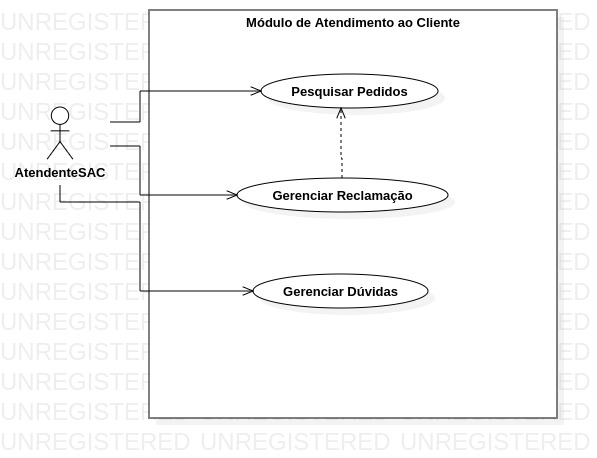 Módulo de Atendimento ao Cliente
Pesquisar Pedidos
AtendenteSAC
Gerenciar Reclamação
Gerenciar Dúvidas
UNREGISTERED UNREGISTERED UNREGISTERED